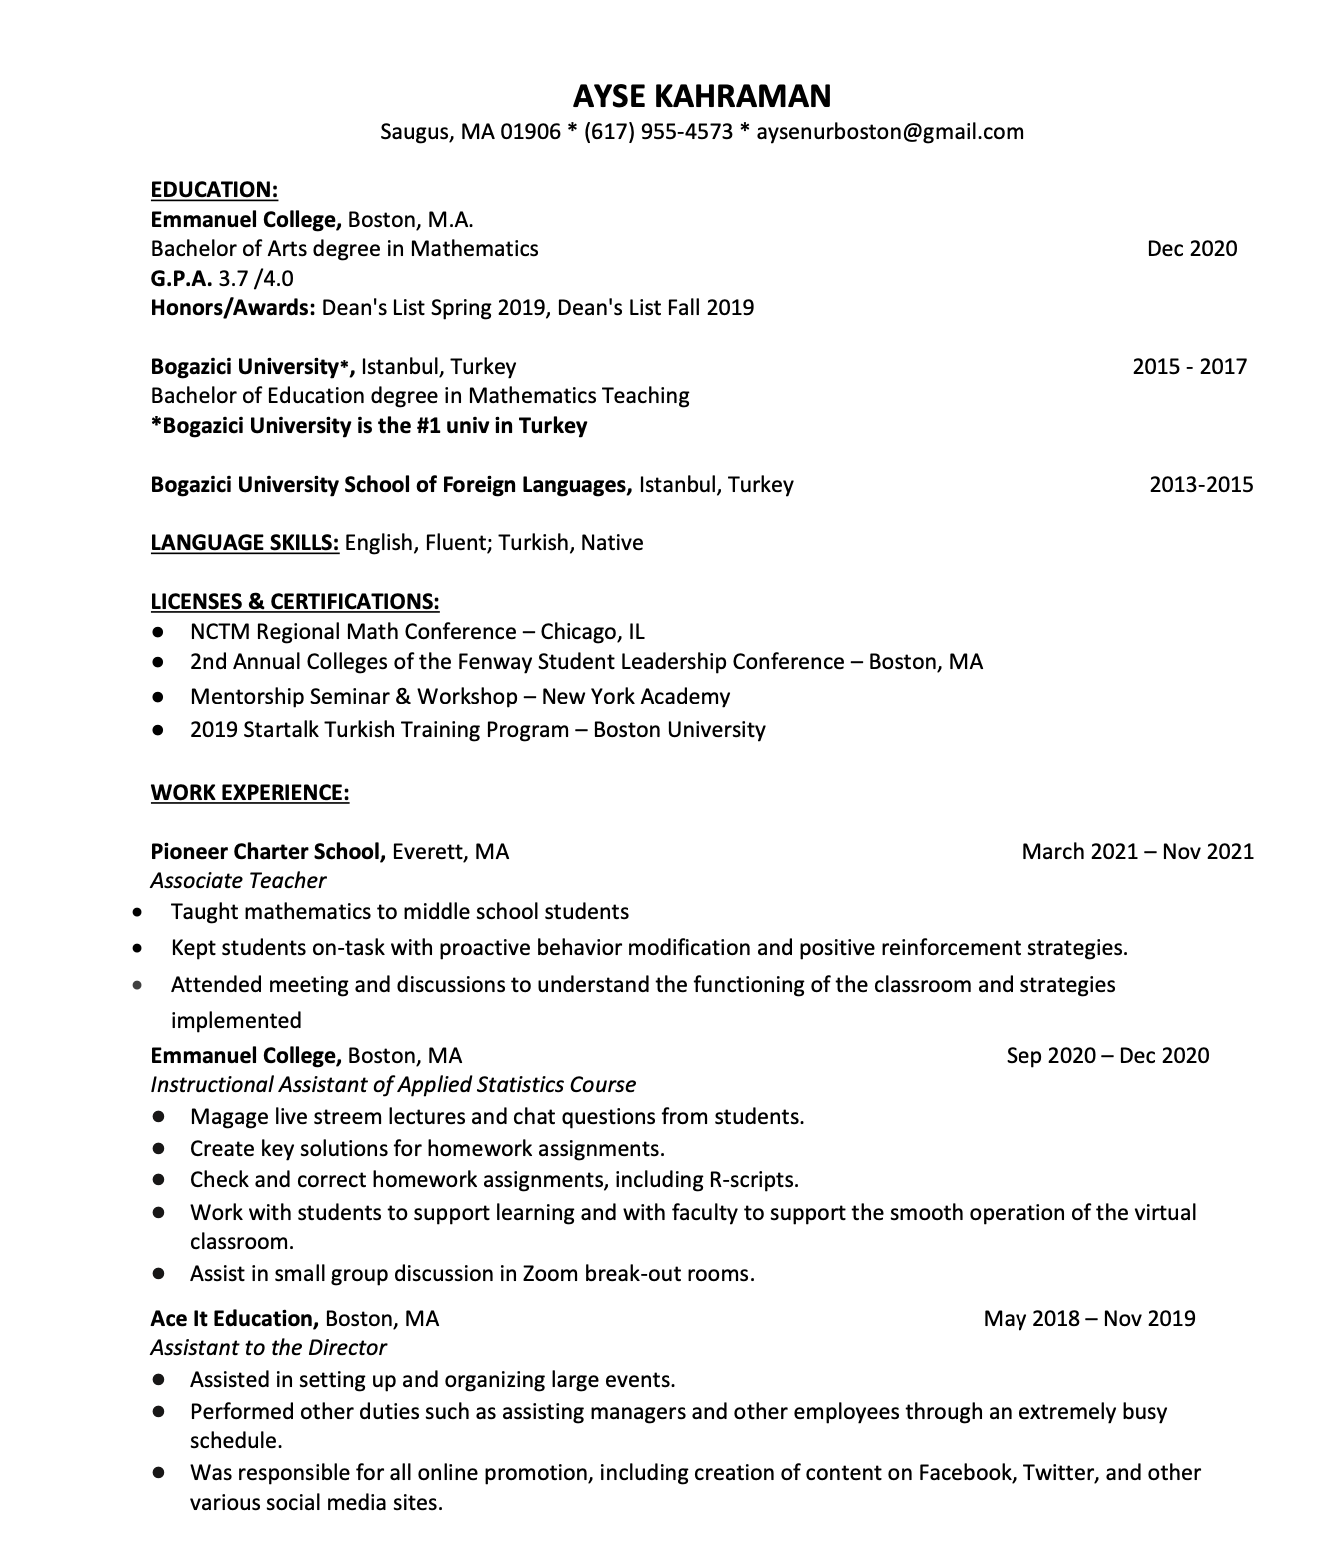 AYSE KAHRAMAN
Saugus, MA 01906 * (617) 955-4573 * aysenurboston@gmail.com
EDUCATION:
Emmanuel College, Boston, M.A.
Bachelor of Arts degree in Mathematics Dec 2020
G.P.A. 3.7 /4.0
Honors/Awards: Dean's List Spring 2019, Dean's List Fall 2019
Bogazici University*, Istanbul, Turkey 2015 - 2017
Bachelor of Education degree in Mathematics Teaching
*Bogazici University is the #1 univ in Turkey
Bogazici University School of Foreign Languages, Istanbul, Turkey 2013-2015
LANGUAGE SKILLS: English, Fluent; Turkish, Native
LICENSES & CERTIFICATIONS:
● NCTM Regional Math Conference – Chicago, IL
● 2nd Annual Colleges of the Fenway Student Leadership Conference – Boston, MA
● Mentorship Seminar & Workshop – New York Academy
● 2019 Startalk Turkish Training Program – Boston University
WORK EXPERIENCE:
Pioneer Charter School, Everett, MA March 2021 – Nov 2021
Associate Teacher
• Taught mathematics to middle school students
• Kept students on-task with proactive behavior modification and positive reinforcement strategies.
• Attended meeting and discussions to understand the functioning of the classroom and strategies
implemented
Emmanuel College, Boston, MA Sep 2020 – Dec 2020
Instructional Assistant of Applied Statistics Course
● Magage live streem lectures and chat questions from students.
● Create key solutions for homework assignments.
● Check and correct homework assignments, including R-scripts.
● Work with students to support learning and with faculty to support the smooth operation of the virtual
classroom.
● Assist in small group discussion in Zoom break-out rooms.
Ace It Education, Boston, MA May 2018 – Nov 2019
Assistant to the Director
● Assisted in setting up and organizing large events.
● Performed other duties such as assisting managers and other employees through an extremely busy
schedule.
● Was responsible for all online promotion, including creation of content on Facebook, Twitter, and other
various social media sites.